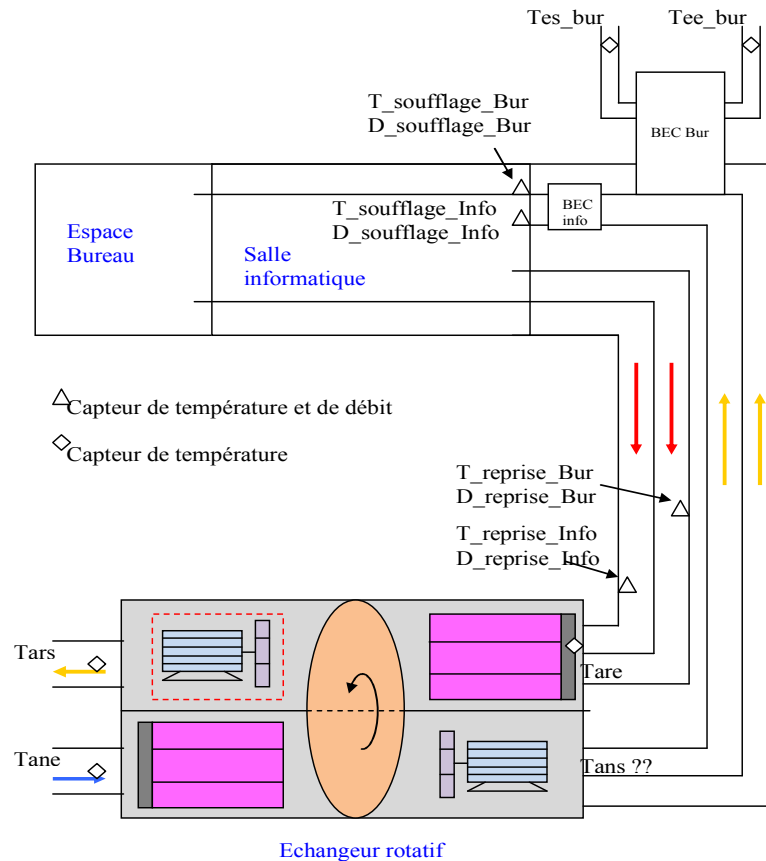 Tes_bur
Tee_bur
T_soufflage_Bur
D_soufflage_Bur
BEC Bur
T_soufflage_Info
D_soufflage_Info
BEC
info
Espace
Bureau
Salle
informatique
Capteur de température et de débit
Capteur de température
T_reprise_Bur
D_reprise_Bur
T_reprise_Info
D_reprise_Info
Tars
Tare
Tane
Tans ??
Echangeur rotatif